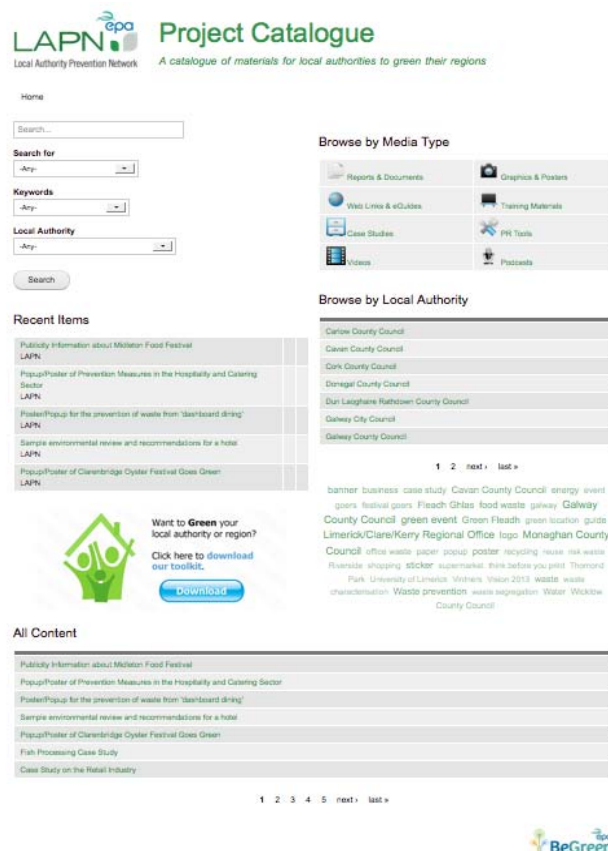 epa
LAPN
Local Authority Prevention Network
Project Catalogue
A catalogue of materials for local authorities to green their regions
Home
Search...
Search for
-Any-
Keywords
-Any-
Local Authority
-Any-
Search
Recent Items
Publicity Information about Midleton Food Festival
LAPN
Popup/Poster of Prevention Measures in the Hospitality and Catering
Sector
LAPN
Poster/Popup for the prevention of waste from 'dashboard dining'
LAPN
Sample environmental review and recommendations for a hotel
LAPN
Popup/Poster of Clarenbridge Oyster Festival Goes Green
LAPN
Want to Green your
local authority or region?
Click here to download
our toolkit.
Download
Browse by Media Type
Reports & Documents
Graphics & Posters
Web Links & eGuides
Training Materials
Case Studies
PR Tools
Videos
Podcasts
Browse by Local Authority
Carlow County Council
Cavan County Council
Cork County Council
Donegal County Council
Dun Laoghaire Rathdown County Council
Galway City Council
Galway County Council
1 2 next › last »
banner business case study Cavan County Council energy event
goers festival goers Fleach Ghlas food waste galway Galway
County Council green event Green Fleadh green location guide
Limerick/Clare/Kerry Regional Office logo Monaghan County
Council office waste paper popup poster recycling reuse risk waste
Riverside shopping sticker supermarket think before you print Thomond
Park University of Limerick Vintners Vision 2013 waste waste
characterisation Waste prevention waste segregation Water Wicklow
County Council
All Content
Publicity Information about Midleton Food Festival
Popup/Poster of Prevention Measures in the Hospitality and Catering Sector
Poster/Popup for the prevention of waste from 'dashboard dining'
Sample environmental review and recommendations for a hotel
Popup/Poster of Clarenbridge Oyster Festival Goes Green
Fish Processing Case Study
Case Study on the Retail Industry
1 2 3 4 5 next › last »
epa
BeGreen